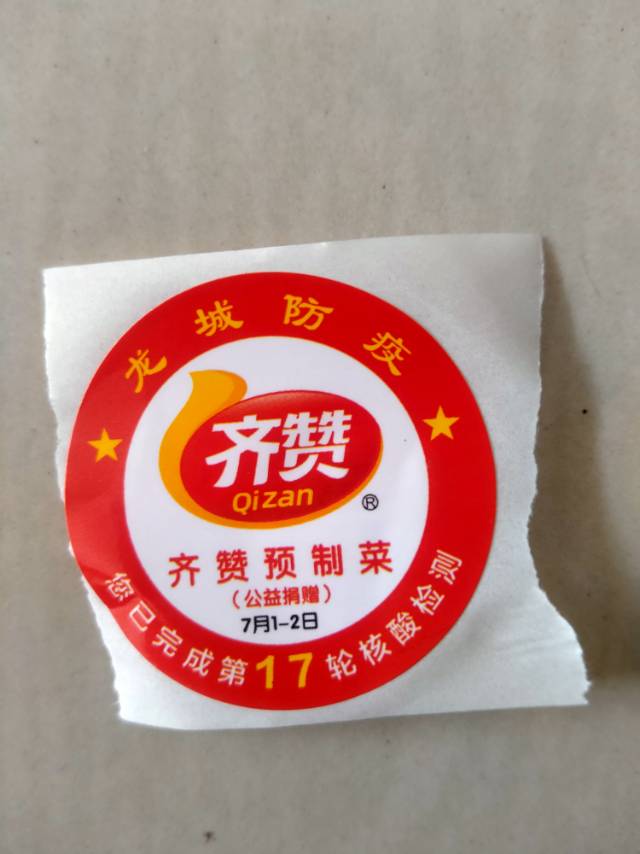 龙城防疫
齐赞
Qizan
®
齐赞预制菜
（公益捐赠）
7月1-2日
您已完成第17轮核酸检测